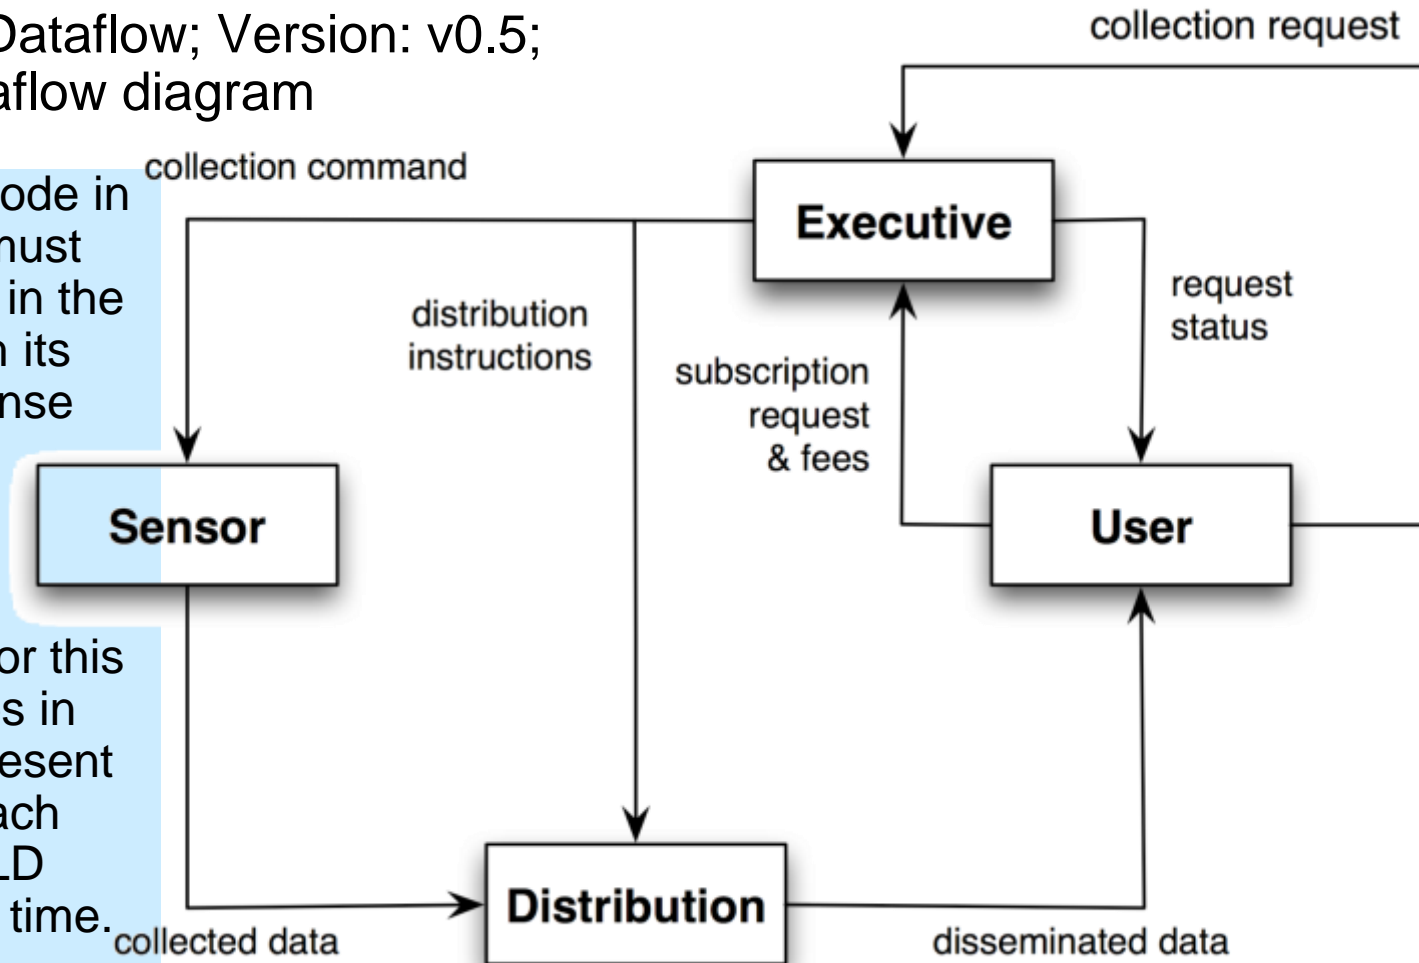 Dataflow; Version: v0.5;
aflow diagram
collection request
collection command
ode in
must
in the
n its
nse
Executive
request
status
distribution
instructions
subscription
request
& fees
Sensor
User
or this
s in
esent
ach
LD
time.
Distribution
collected data
disseminated data